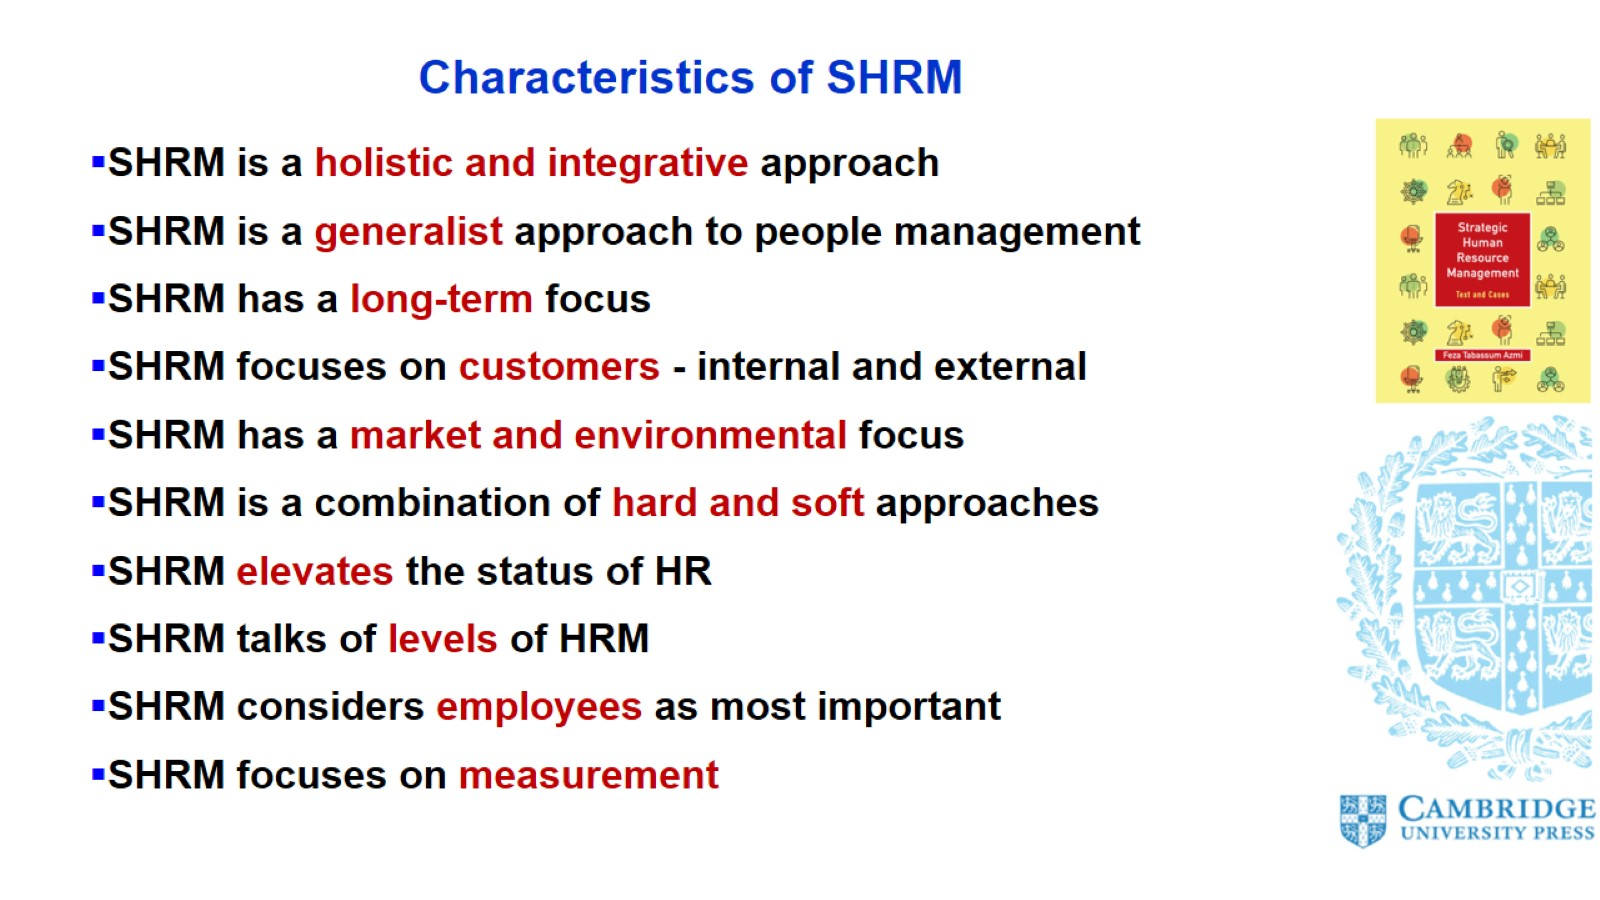 Characteristics of SHRM
▪SHRM is a holistic and integrative approach
▪SHRM is a generalist approach to people management
▪SHRM has a long-term focus
▪SHRM focuses on customers - internal and external
▪SHRM has a market and environmental focus
▪SHRM is a combination of hard and soft approaches
▪SHRM elevates the status of HR
▪SHRM talks of levels of HRM
▪SHRM considers employees as most important
▪SHRM focuses on measurement
Strategic
Human
Resource
Management
Text and Cases
Feza Tabassum Azmi
CAMBRIDGE
UNIVERSITY PRESS